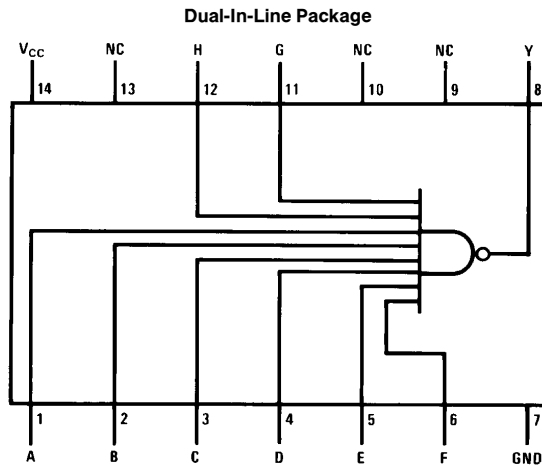 Dual-In-Line Package
VCC NC H G NC NC Y
14 13 12 11 10 9 8
1 2 3 4 5 6 7
A B C D E F GND